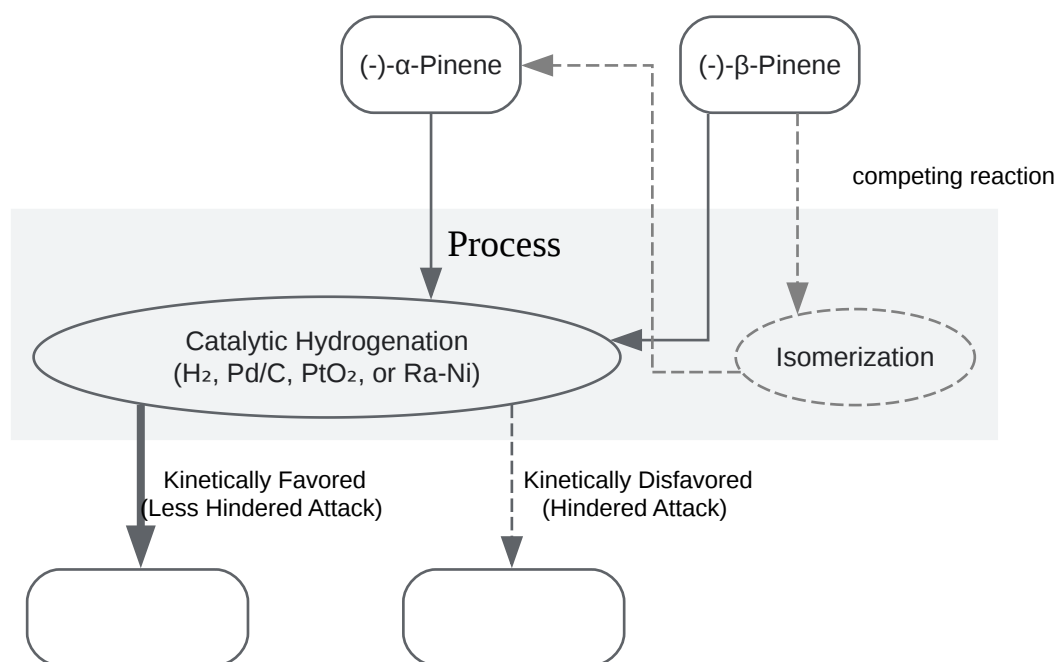 (-)-α-Pinene
(-)-β-Pinene
competing reaction
Process
Catalytic Hydrogenation
(H₂, Pd/C, PtO₂, or Ra-Ni)
Isomerization
Kinetically Favored
(Less Hindered Attack)
Kinetically Disfavored
(Hindered Attack)